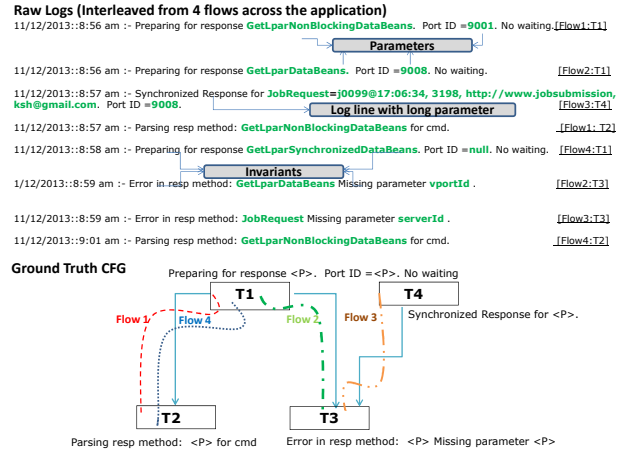 Raw Logs (Interleaved from 4 flows across the application)
11/12/2013::8:56 am :- Preparing for response GetLparNonBlockingDataBeans. Port ID =9001. No waiting.[Flow1:T1]
Parameters
11/12/2013::8:56 am :- Preparing for response GetLparDataBeans. Port ID =9008. No waiting. [Flow2:T1]
11/12/2013::8:57 am :- Synchronized Response for JobRequest=j0099@17:06:34, 3198, http://www.jobsubmission,
ksh@gmail.com. Port ID =9008. [Flow3:T4]
Log line with long parameter
11/12/2013::8:57 am :- Parsing resp method: GetLparNonBlockingDataBeans for cmd. [Flow1: T2]
11/12/2013::8:58 am :- Preparing for response GetLparSynchronizedDataBeans. Port ID =null. No waiting. [Flow4:T1]
Invariants
1/12/2013::8:59 am :- Error in resp method: GetLparDataBeans Missing parameter vportId . [Flow2:T3]
11/12/2013::8:59 am :- Error in resp method: JobRequest Missing parameter serverId . [Flow3:T3]
11/12/2013::9:01 am :- Parsing resp method: GetLparNonBlockingDataBeans for cmd. [Flow4:T2]
Ground Truth CFG
Preparing for response <P>. Port ID =<P>. No waiting
T1 T4
Synchronized Response for <P>.
Flow 1 Flow 4 Flow 2 Flow 3
T2 T3
Parsing resp method: <P> for cmd Error in resp method: <P> Missing parameter <P>